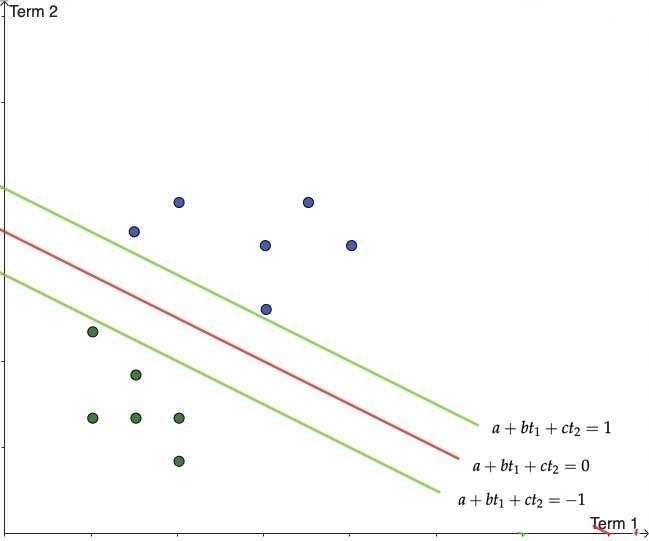 Term 2
a + bt₁ + ct₂ = 1
a + bt₁ + ct₂ = 0
a + bt₁ + ct₂ = −1
Term 1